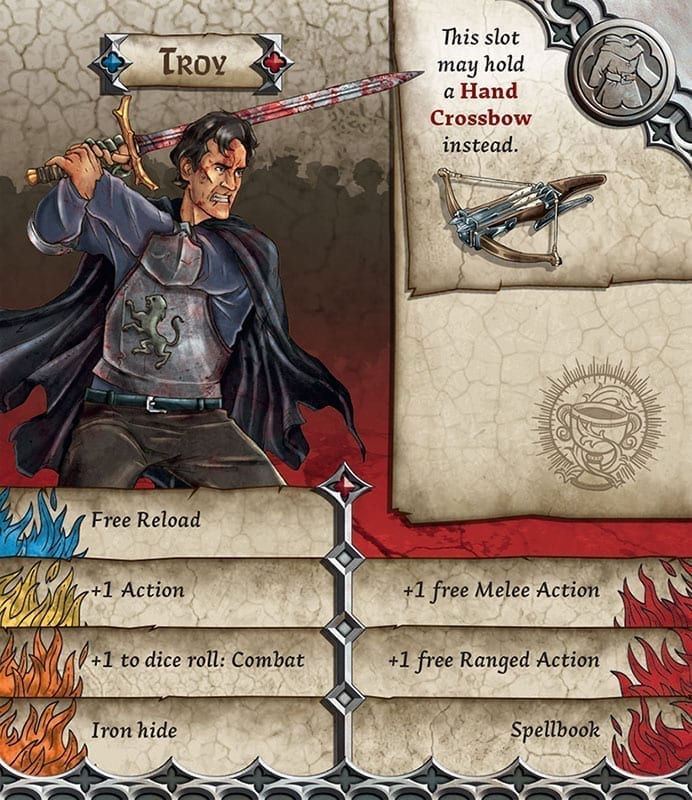 Troy
This slot
may hold
a Hand
Crossbow
instead.
Free Reload
+1 Action
+1 free Melee Action
+1 to dice roll: Combat
+1 free Ranged Action
Iron hide
Spellbook